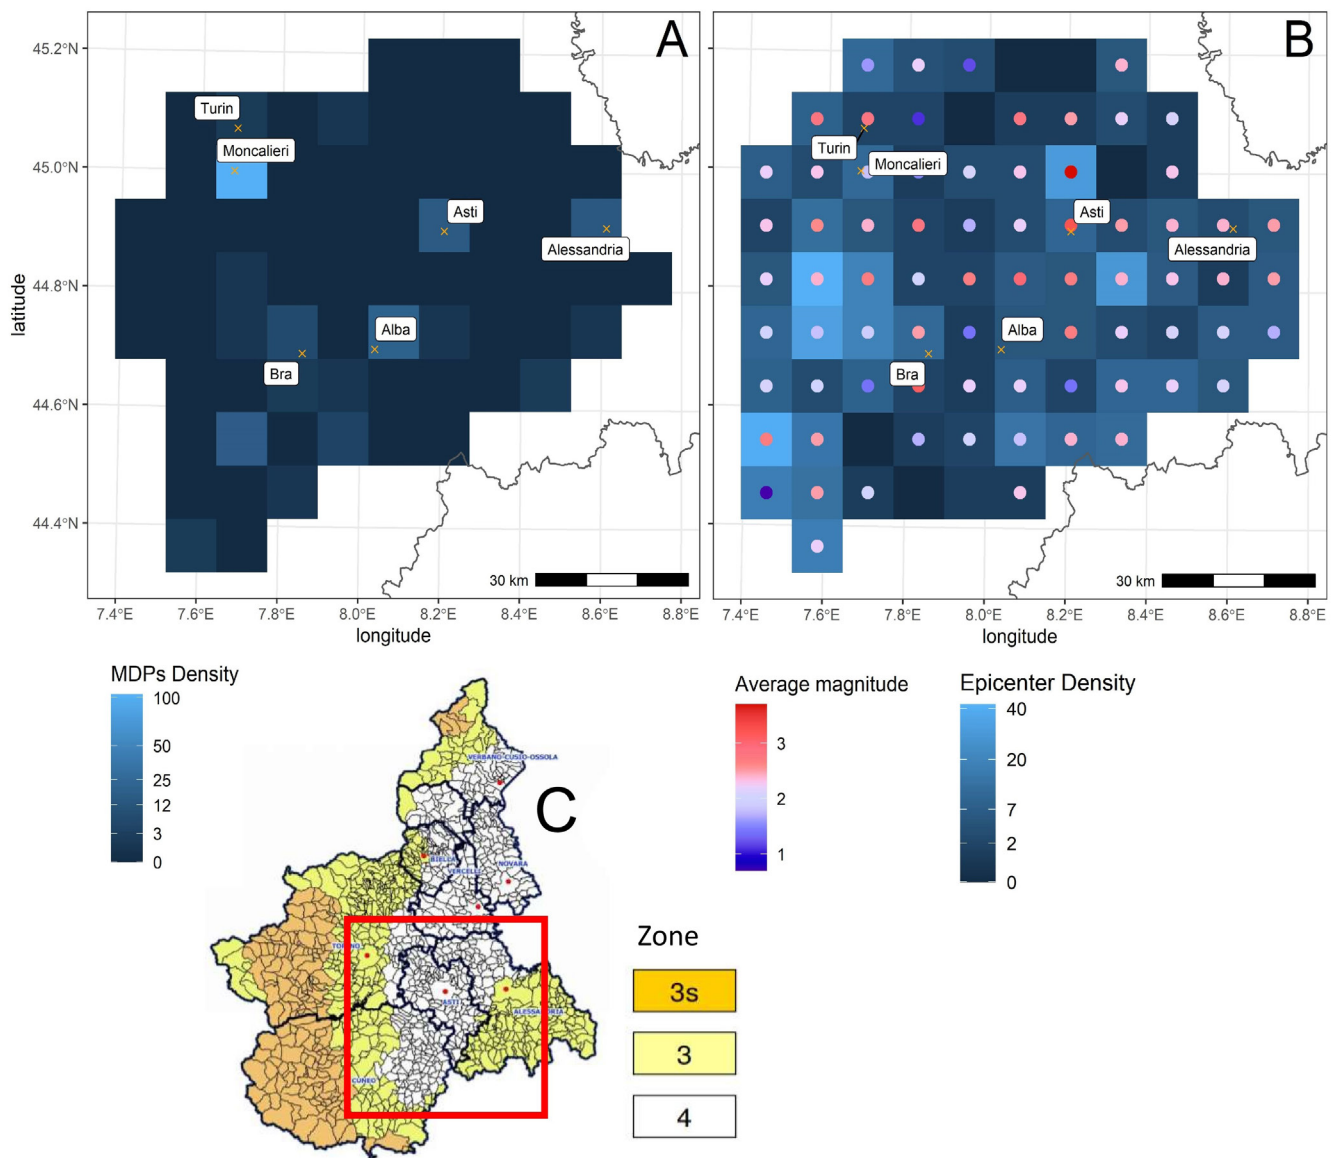 A
45.2°N
45.0°N
44.8°N
44.6°N
44.4°N
latitude
Turin
Moncalieri
Asti
Alessandria
Alba
Bra
30 km
7.4°E 7.6°E 7.8°E 8.0°E 8.2°E 8.4°E 8.6°E 8.8°E
longitude
B
Turin
Moncalieri
Asti
Alessandria
Alba
Bra
30 km
7.4°E 7.6°E 7.8°E 8.0°E 8.2°E 8.4°E 8.6°E 8.8°E
longitude
MDPs Density
100
50
25
12
3
0
C
VERBANO-CUSIO-OSSOLA
BIELLA
VERCELLI
NOVARA
TORINO
ASTI
ALESSANDRIA
CUNEO
Average magnitude
3
2
1
Epicenter Density
40
20
7
2
0
Zone
3s
3
4